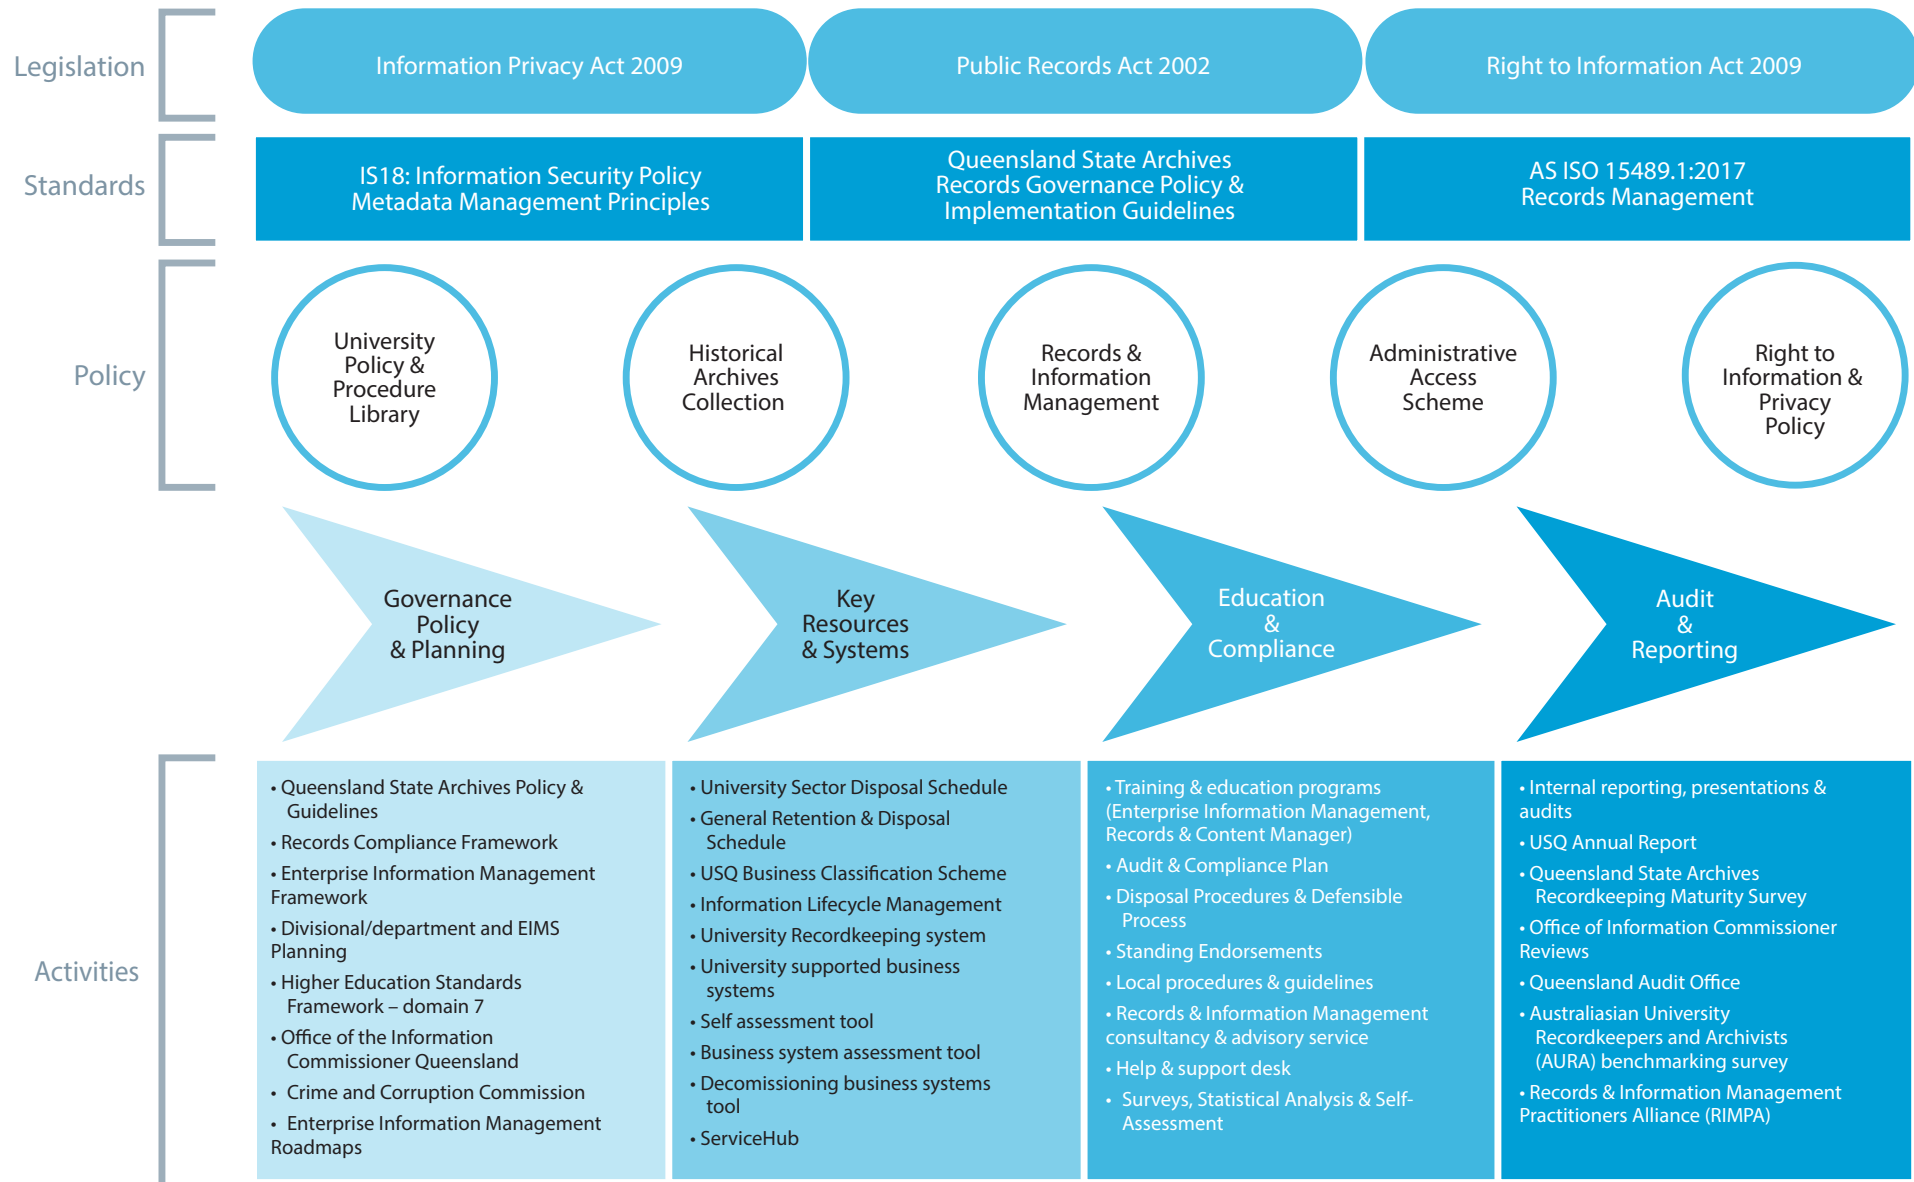 Legislation
Information Privacy Act 2009
Public Records Act 2002
Right to Information Act 2009
Standards
IS18: Information Security Policy
Metadata Management Principles
Queensland State Archives
Records Governance Policy &
Implementation Guidelines
AS ISO 15489.1:2017
Records Management
Policy
University
Policy &
Procedure
Library
Historical
Archives
Collection
Records &
Information
Management
Administrative
Access
Scheme
Right to
Information &
Privacy
Policy
Governance
Policy
& Planning
Key
Resources
& Systems
Education
&
Compliance
Audit
&
Reporting
Activities
• Queensland State Archives Policy &
Guidelines
• Records Compliance Framework
• Enterprise Information Management
Framework
• Divisional/department and EIMS
Planning
• Higher Education Standards
Framework – domain 7
• Office of the Information
Commissioner Queensland
• Crime and Corruption Commission
• Enterprise Information Management
Roadmaps
• University Sector Disposal Schedule
• General Retention & Disposal
Schedule
• USQ Business Classification Scheme
• Information Lifecycle Management
• University Recordkeeping system
• University supported business
systems
• Self assessment tool
• Business system assessment tool
• Decomissioning business systems
tool
• ServiceHub
• Training & education programs
(Enterprise Information Management,
Records & Content Manager)
• Audit & Compliance Plan
• Disposal Procedures & Defensible
Process
• Standing Endorsements
• Local procedures & guidelines
• Records & Information Management
consultancy & advisory service
• Help & support desk
• Surveys, Statistical Analysis & Self-
Assessment
• Internal reporting, presentations &
audits
• USQ Annual Report
• Queensland State Archives
Recordkeeping Maturity Survey
• Office of Information Commissioner
Reviews
• Queensland Audit Office
• Australiasian University
Recordkeepers and Archivists
(AURA) benchmarking survey
• Records & Information Management
Practitioners Alliance (RIMPA)